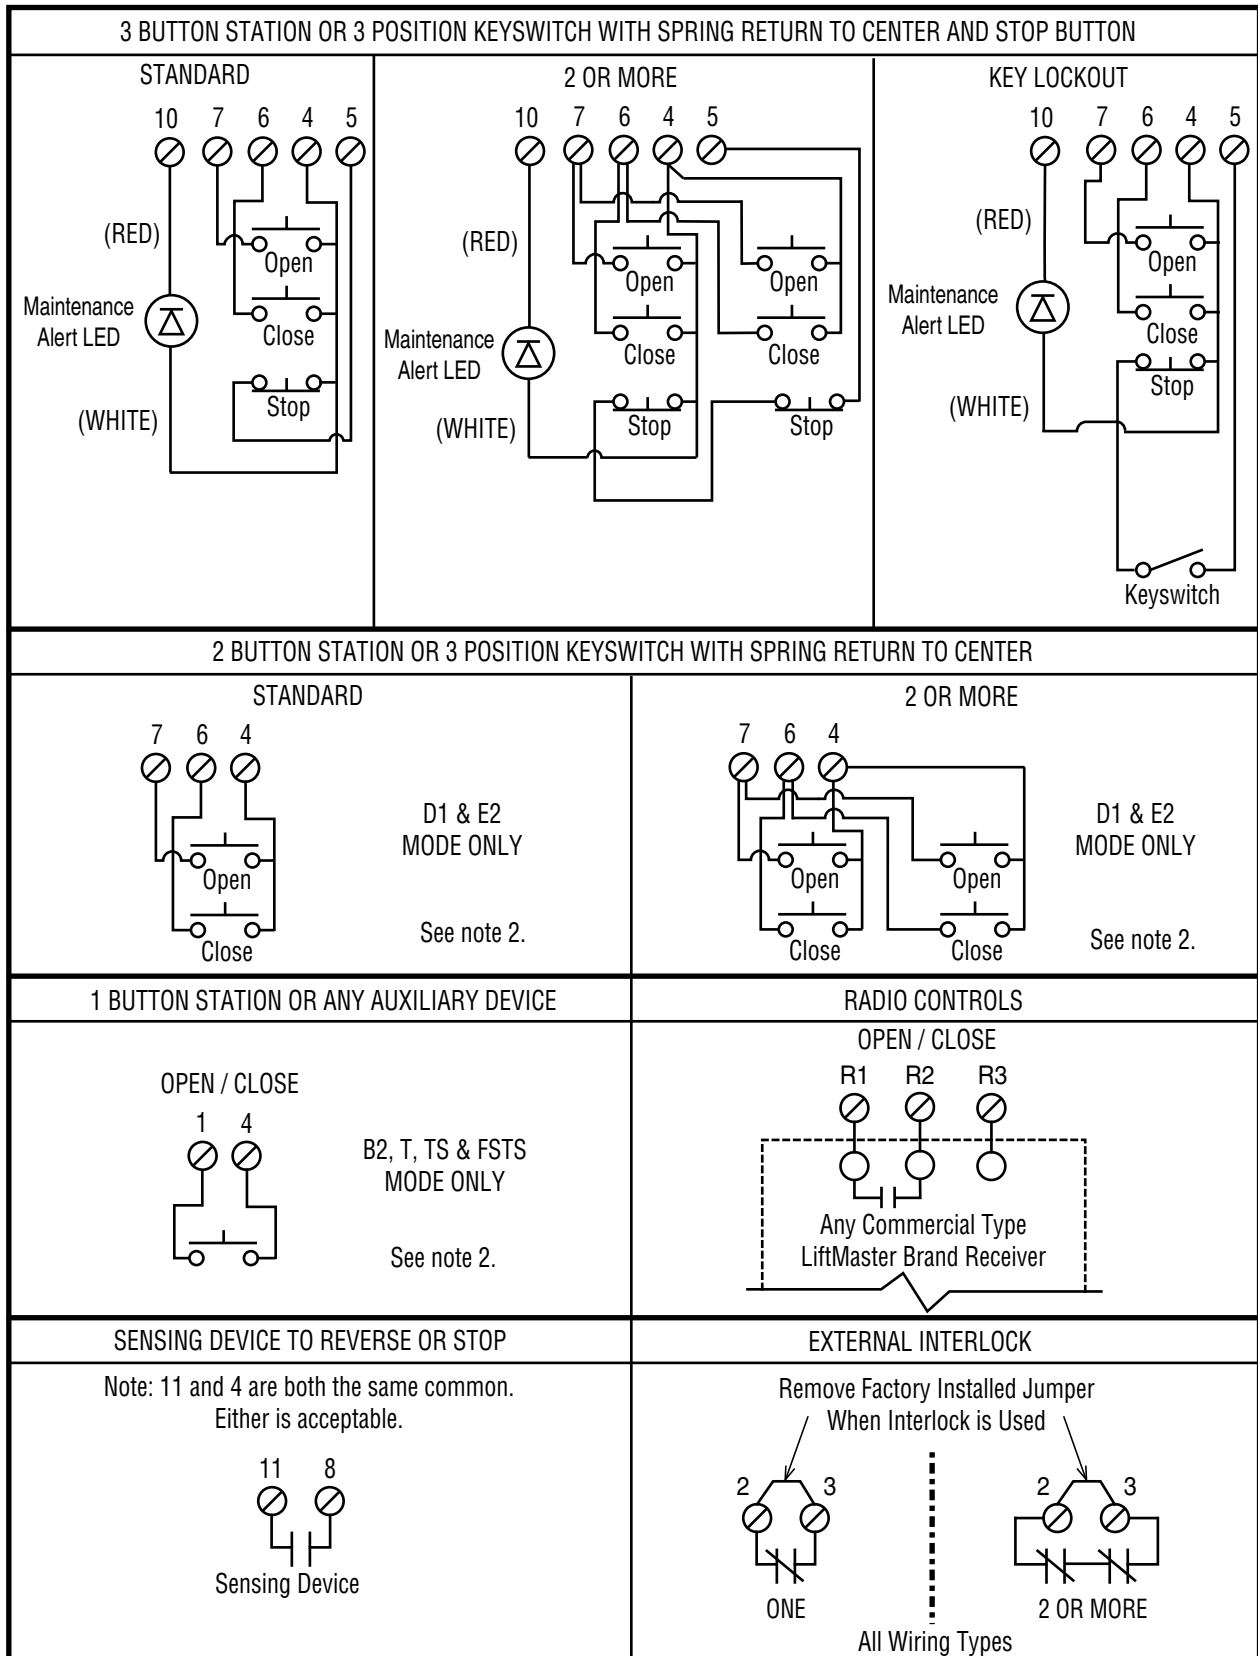 3 BUTTON STATION OR 3 POSITION KEYSWITCH WITH SPRING RETURN TO CENTER AND STOP BUTTON
STANDARD
10 7 6 4 5
(RED)
Open
Maintenance
Alert LED
Close
(WHITE)
Stop
2 OR MORE
10 7 6 4 5
(RED)
Open Open
Maintenance
Alert LED
Close Close
(WHITE)
Stop Stop
KEY LOCKOUT
10 7 6 4 5
(RED)
Open
Maintenance
Alert LED
Close
Stop
(WHITE)
Keyswitch
2 BUTTON STATION OR 3 POSITION KEYSWITCH WITH SPRING RETURN TO CENTER
STANDARD
7 6 4
D1 & E2
MODE ONLY
Open
See note 2.
Close
2 OR MORE
7 6 4
D1 & E2
MODE ONLY
Open Open
See note 2.
Close Close
1 BUTTON STATION OR ANY AUXILIARY DEVICE
OPEN / CLOSE
1 4
B2, T, TS & FSTS
MODE ONLY
See note 2.
RADIO CONTROLS
OPEN / CLOSE
R1 R2 R3
Any Commercial Type
LiftMaster Brand Receiver
SENSING DEVICE TO REVERSE OR STOP
Note: 11 and 4 are both the same common.
Either is acceptable.
11 8
Sensing Device
EXTERNAL INTERLOCK
Remove Factory Installed Jumper
When Interlock is Used
2 3 2 3
ONE 2 OR MORE
All Wiring Types